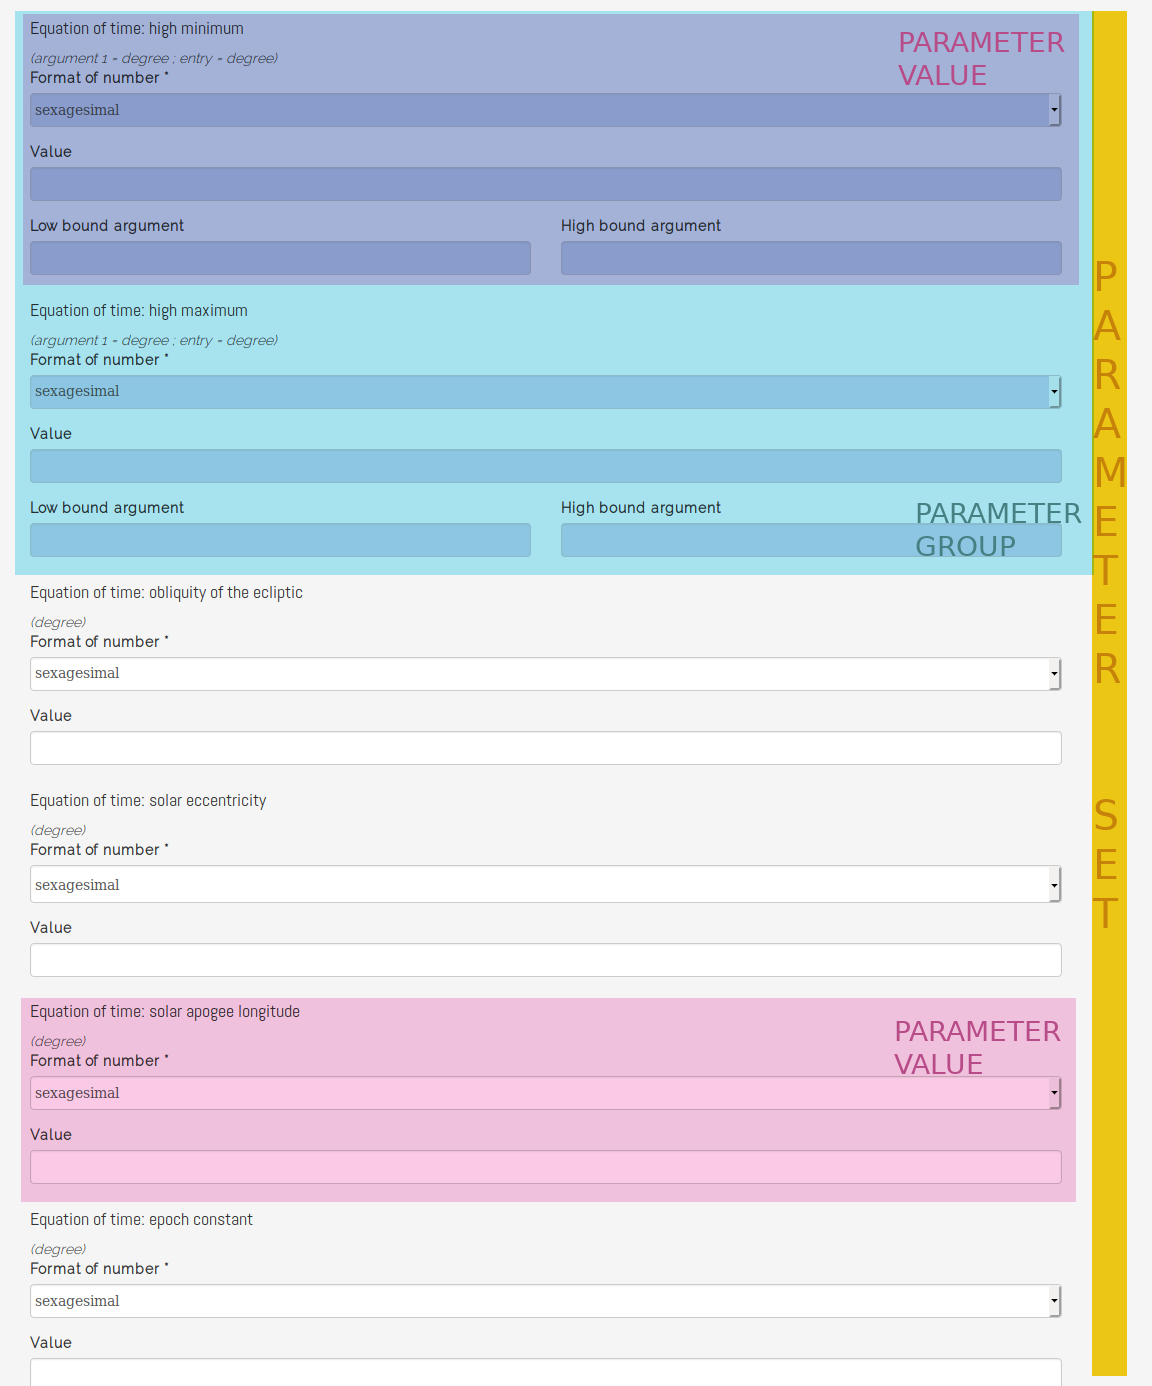 Equation of time: high minimum
(argument 1 - degree ; entry - degree)
Format of number *
sexagesimal
Value
Low bound argument
High bound argument
PARAMETER
VALUE
Equation of time: high maximum
(argument 1 - degree ; entry - degree)
Format of number *
sexagesimal
Value
Low bound argument
High bound argument
PARAMETER
GROUP
Equation of time: obliquity of the ecliptic
(degree)
Format of number *
sexagesimal
Value
Equation of time: solar eccentricity
(degree)
Format of number *
sexagesimal
Value
Equation of time: solar apogee longitude
(degree)
Format of number *
sexagesimal
Value
PARAMETER
VALUE
Equation of time: epoch constant
(degree)
Format of number *
sexagesimal
Value
PARAMETER SET